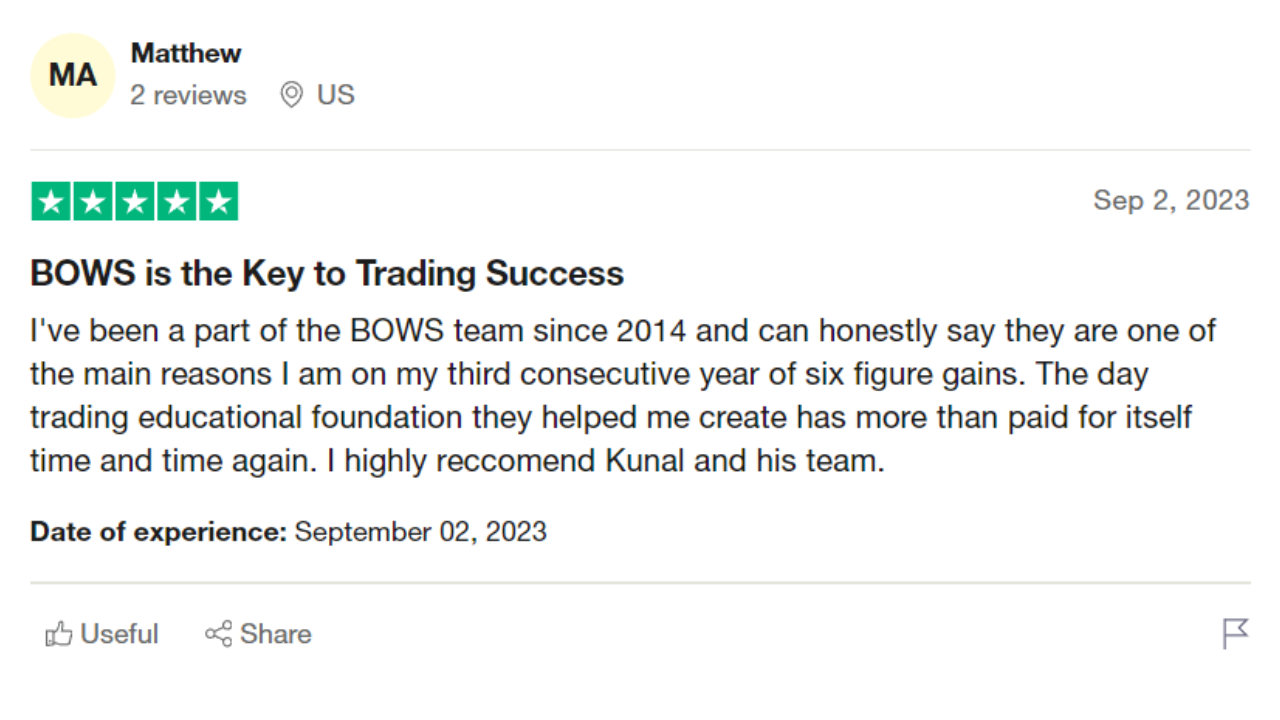 MA
Matthew
2 reviews US
Sep 2, 2023
BOWS is the Key to Trading Success
I've been a part of the BOWS team since 2014 and can honestly say they are one of
the main reasons I am on my third consecutive year of six figure gains. The day
trading educational foundation they helped me create has more than paid for itself
time and time again. I highly reccomend Kunal and his team.
Date of experience: September 02, 2023
Useful Share